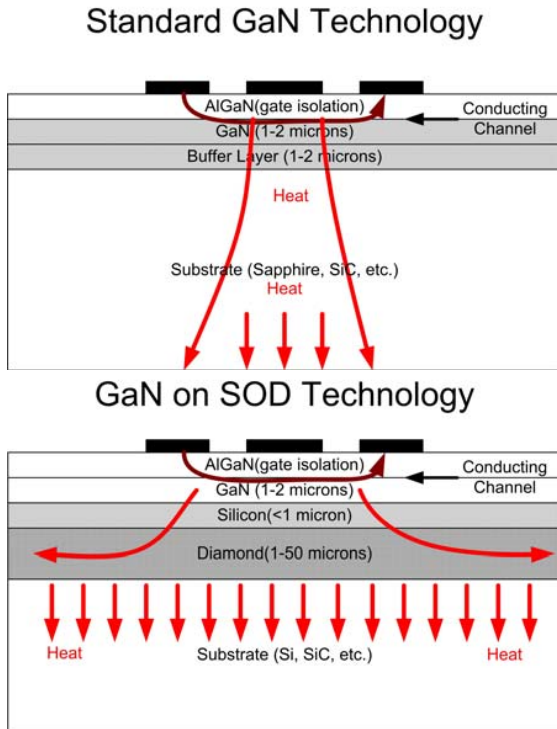 Standard GaN Technology
AlGaN(gate isolation)
Conducting
Channel
GaN (1-2 microns)
Buffer Layer (1-2 microns)
Heat
Substrate (Sapphire, SiC, etc.)
Heat
GaN on SOD Technology
AlGaN(gate isolation)
Conducting
Channel
GaN (1-2 microns)
Silicon(<1 micron)
Diamond(1-50 microns)
Heat
Substrate (Si, SiC, etc.)
Heat